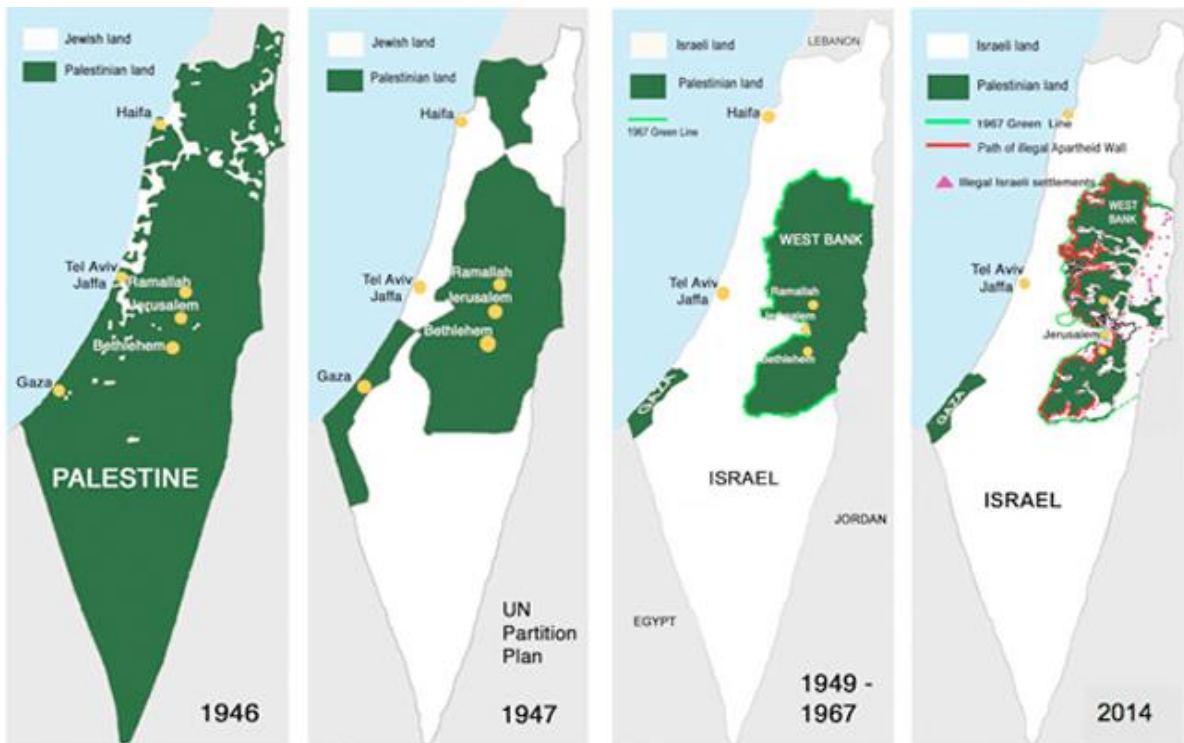 Jewish land
Palestinian land
Haifa
Tel Aviv
Jaffa
Ramallah
Jerusalem
Bethlehem
Gaza
PALESTINE
1946
Jewish land
Palestinian land
Haifa
Tel Aviv
Jaffa
Ramallah
Jerusalem
Bethlehem
Gaza
UN
Partition
Plan
1947
Israeli land
Palestinian land
1967 Green Line
LEBANON
Haifa
WEST BANK
Tel Aviv
Jaffa
Ramallah
Jerusalem
Bethlehem
GAZA
ISRAEL
JORDAN
EGYPT
1949 -
1967
Israeli land
Palestinian land
1967 Green Line
Path of illegal Apartheid Wall
Illegal Israeli settlements
WEST
BANK
Tel Aviv
Jaffa
Jerusalem
GAZA
ISRAEL
2014